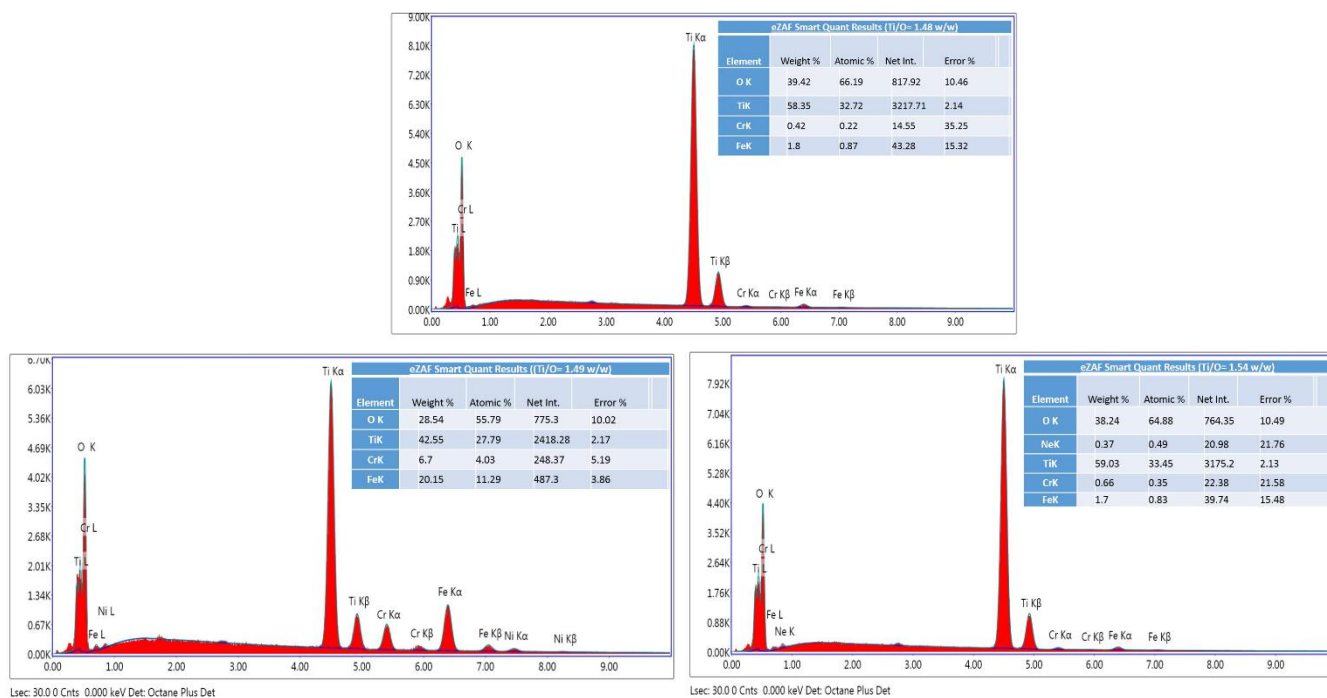 eZAF Smart Quant Results (Ti/O= 1.48 w/w)
Element Weight % Atomic % Net Int. Error %
O K 39.42 66.19 817.92 10.46
TiK 58.35 32.72 3217.71 2.14
CrK 0.42 0.22 14.55 35.25
FeK 1.8 0.87 43.28 15.32
9.00K
8.10K
7.20K
6.30K
5.40K
4.50K
3.60K
2.70K
1.80K
0.90K
0.00K
Ti Kα
O K
Cr L
Ti L
Fe L
Ti Kβ
Cr Kα Cr Kβ Fe Kα Fe Kβ
0.00 1.00 2.00 3.00 4.00 5.00 6.00 7.00 8.00 9.00
eZAF Smart Quant Results ((Ti/O= 1.49 w/w)
Element Weight % Atomic % Net Int. Error %
O K 28.54 55.79 775.3 10.02
TiK 42.55 27.79 2418.28 2.17
CrK 6.7 4.03 248.37 5.19
FeK 20.15 11.29 487.3 3.86
6.70K
6.03K
5.36K
4.69K
4.02K
3.35K
2.68K
2.01K
1.34K
0.67K
0.00K
Ti Kα
O K
Cr L
Ti L
Ni L
Fe L
Ti Kβ Cr Kα
Cr Kβ
Fe Kα
Fe Kβ Ni Kα Ni Kβ
0.00 1.00 2.00 3.00 4.00 5.00 6.00 7.00 8.00 9.00
Lsec: 30.0 0 Cnts 0.000 keV Det: Octane Plus Det
eZAF Smart Quant Results (Ti/O= 1.54 w/w)
Element Weight % Atomic % Net Int. Error %
O K 38.24 64.88 764.35 10.49
NeK 0.37 0.49 20.98 21.76
TiK 59.03 33.45 3175.2 2.13
CrK 0.66 0.35 22.38 21.58
FeK 1.7 0.83 39.74 15.48
7.92K
7.04K
6.16K
5.28K
4.40K
3.52K
2.64K
1.76K
0.88K
0.00K
Ti Kα
O K
Cr L
Ti L
Fe L
Ne K
Ti Kβ
Cr Kα Cr Kβ Fe Kα Fe Kβ
0.00 1.00 2.00 3.00 4.00 5.00 6.00 7.00 8.00 9.00
Lsec: 30.0 0 Cnts 0.000 keV Det: Octane Plus Det